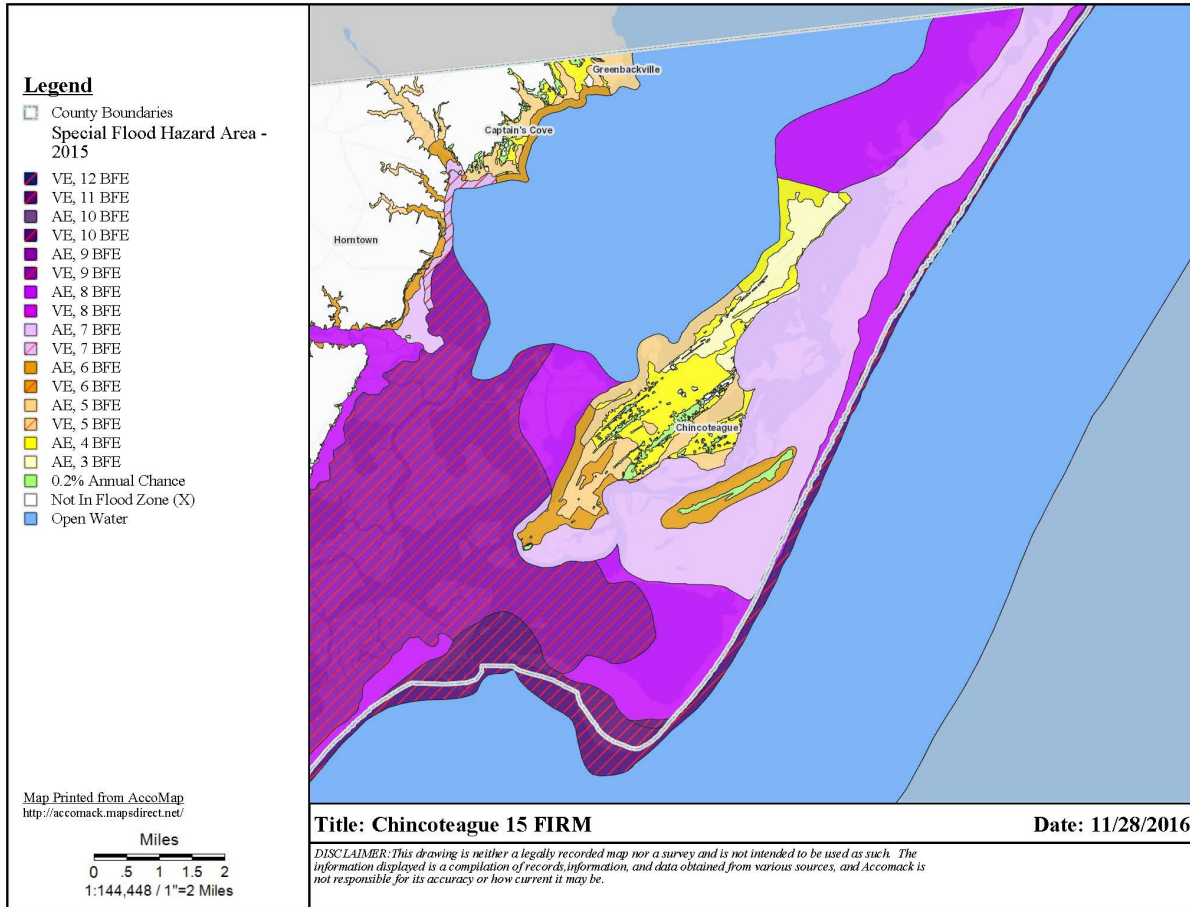 Legend
County Boundaries
Special Flood Hazard Area -
2015
VE, 12 BFE
VE, 11 BFE
AE, 10 BFE
VE, 10 BFE
AE, 9 BFE
VE, 9 BFE
AE, 8 BFE
VE, 8 BFE
AE, 7 BFE
VE, 7 BFE
AE, 6 BFE
VE, 6 BFE
AE, 5 BFE
VE, 5 BFE
AE, 4 BFE
AE, 3 BFE
0.2% Annual Chance
Not In Flood Zone (X)
Open Water
Map Printed from AccoMap
http://accomack.mapsdirect.net/
Miles
0 .5 1 1.5 2
1:144,448 / 1"=2 Miles
Greenbackville
Captain's Cove
Horntown
Chincoteague
Title: Chincoteague 15 FIRM
Date: 11/28/2016
DISCLAIMER:This drawing is neither a legally recorded map nor a survey and is not intended to be used as such. The
information displayed is a compilation of records,information, and data obtained from various sources, and Accomack is
not responsible for its accuracy or how current it may be.